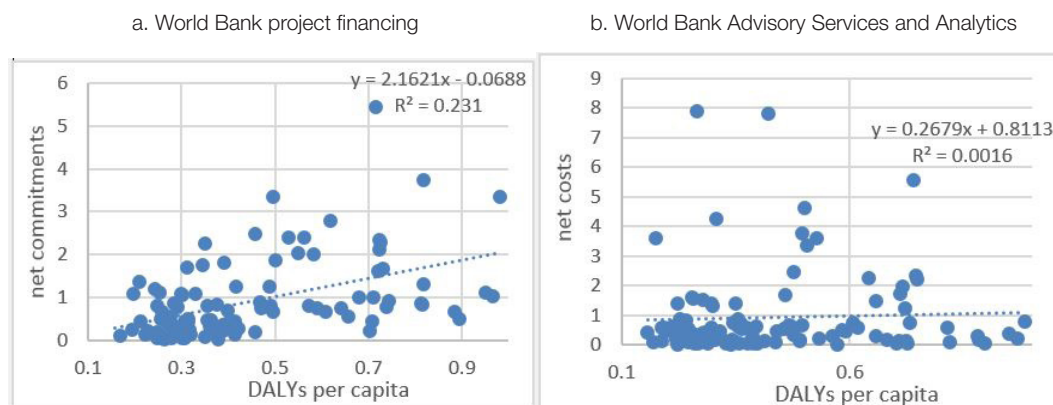 a. World Bank project financing
b. World Bank Advisory Services and Analytics
y = 2.1621x - 0.0688
R² = 0.231
net commitments
6
5
4
3
2
1
0
0.1
0.3
0.5
0.7
0.9
DALYs per capita
y = 0.2679x + 0.8113
R² = 0.0016
net costs
9
8
7
6
5
4
3
2
1
0
0.1
0.6
DALYs per capita